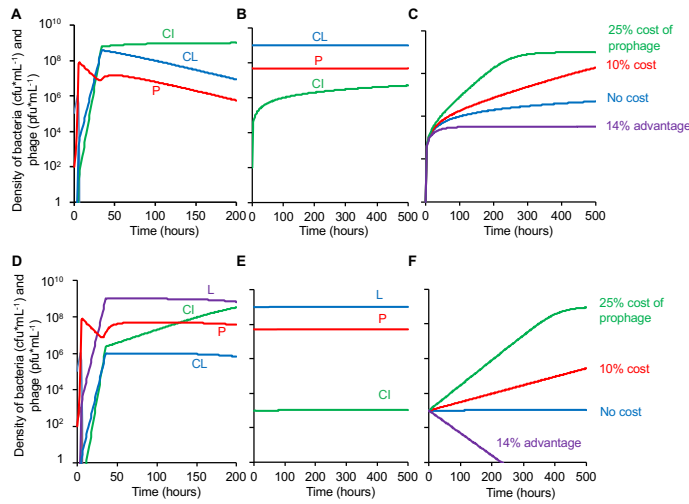 A
B
C
Density of bacteria (cfu*mL-1) and
phage (pfu*mL-1)
10^10
10^8
10^6
10^4
10^2
1
CI
CL
P
0 50 100 150 200
Time (hours)
CL
P
CI
0 100 200 300 400 500
Time (hours)
25% cost of
prophage
10% cost
No cost
14% advantage
0 100 200 300 400 500
Time (hours)
D
E
F
Density of bacteria (cfu*mL-1) and
phage (pfu*mL-1)
10^10
10^8
10^6
10^4
10^2
1
L
CI
P
CL
0 50 100 150 200
Time (hours)
L
P
CI
0 100 200 300 400 500
Time (hours)
25% cost of
prophage
10% cost
No cost
14% advantage
0 100 200 300 400 500
Time (hours)